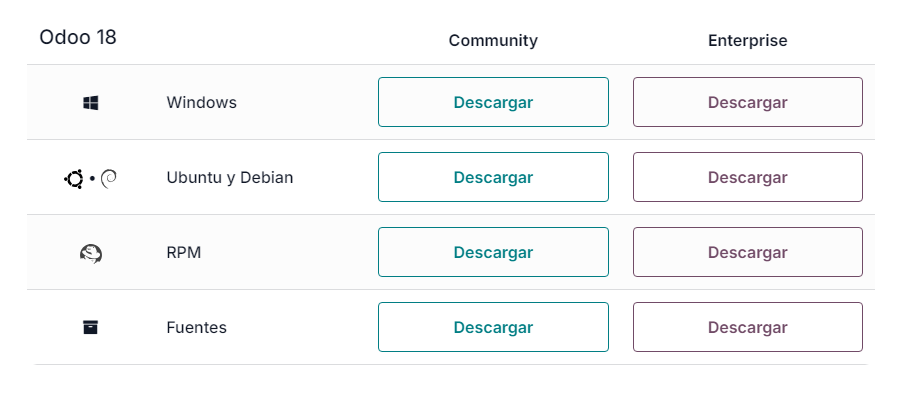 Odoo 18 Community Enterprise
Windows Descargar Descargar
Ubuntu y Debian Descargar Descargar
RPM Descargar Descargar
Fuentes Descargar Descargar